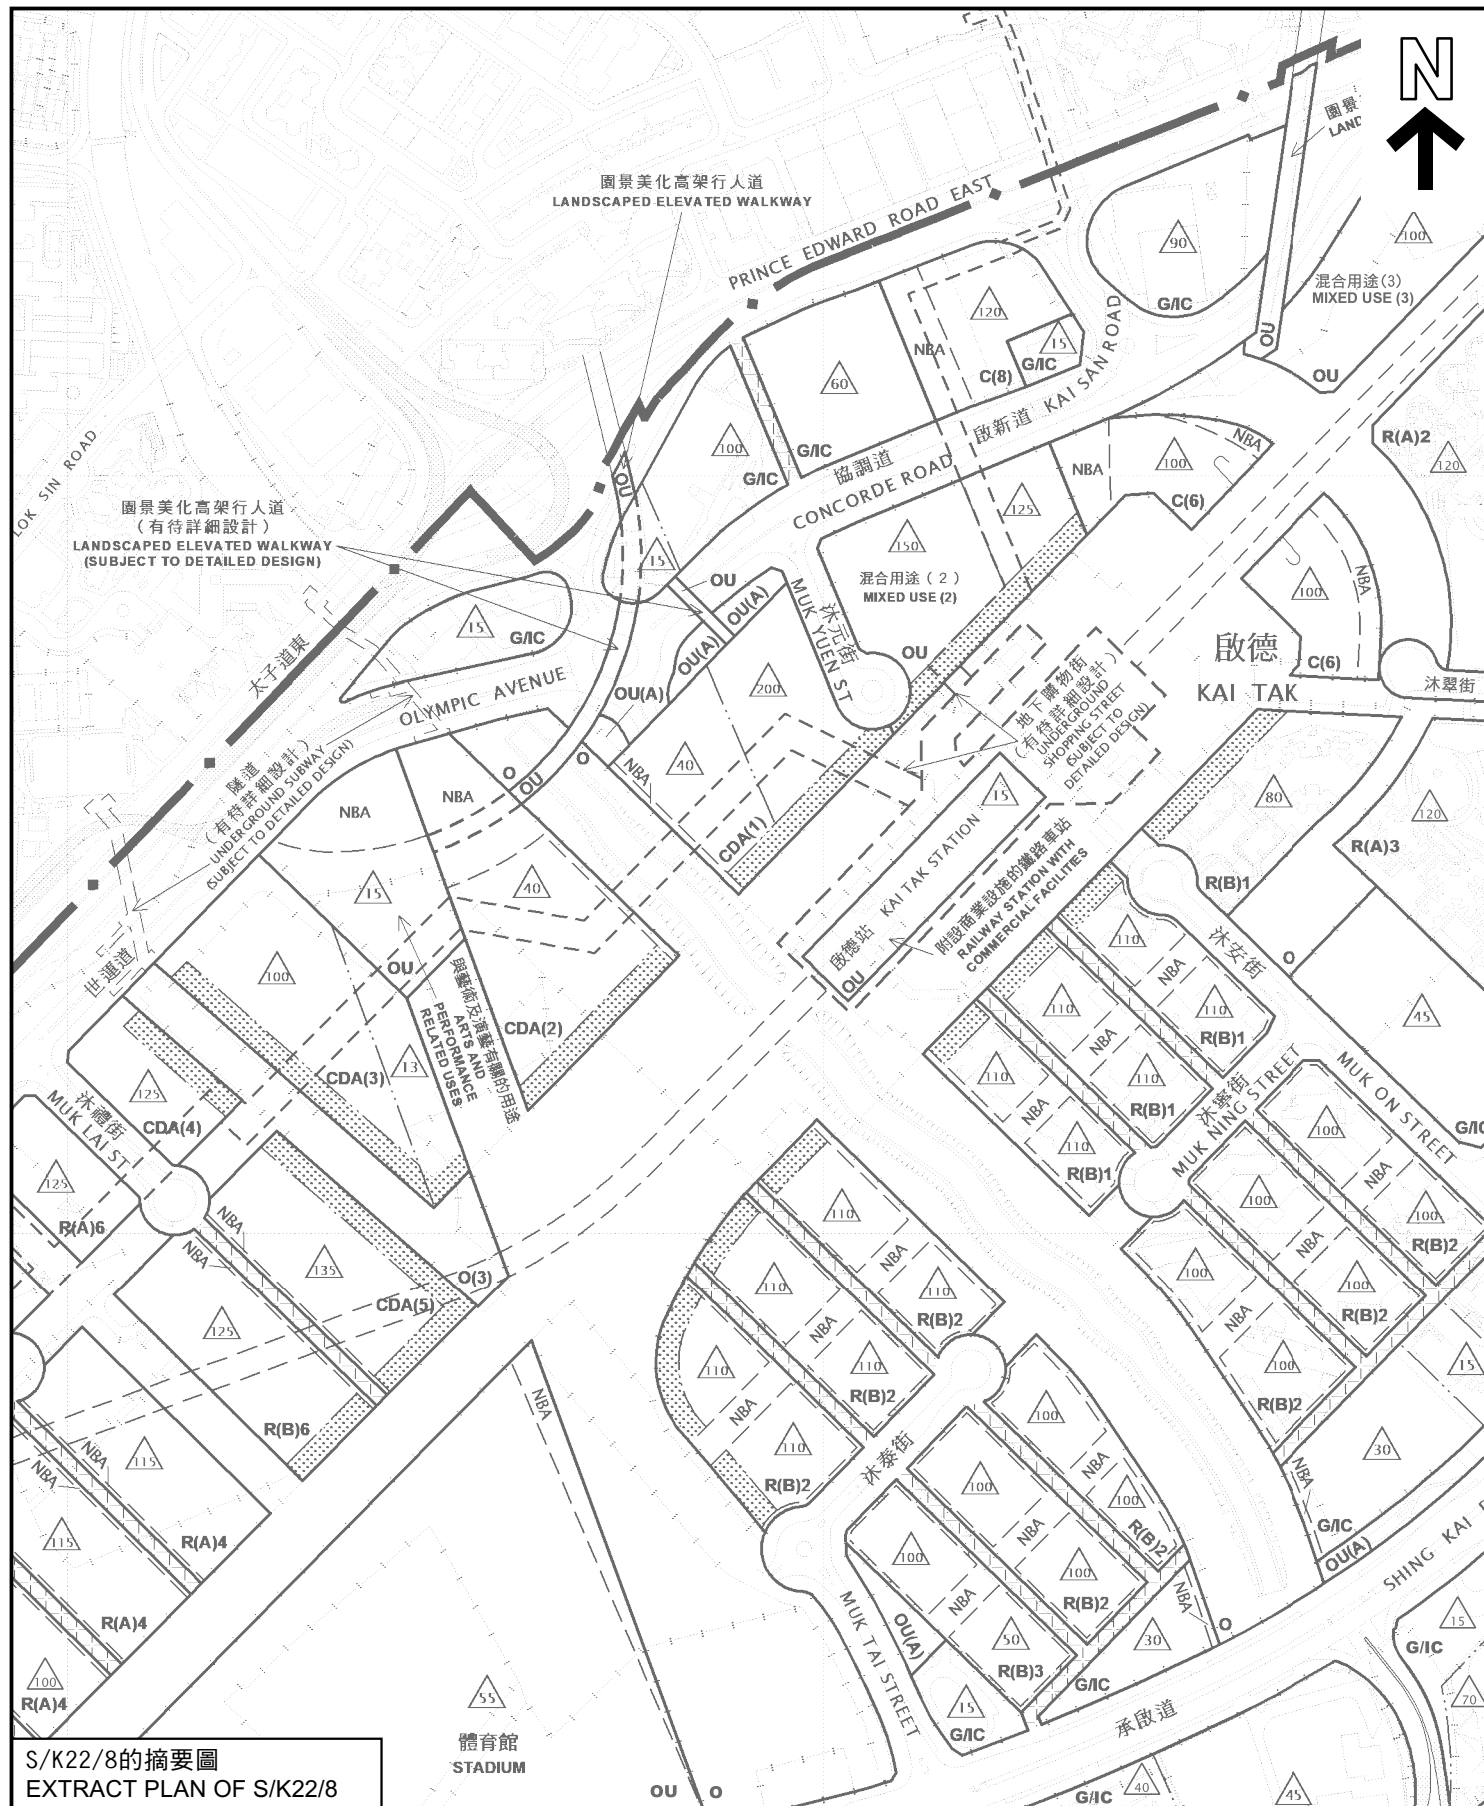 N
園景
LAND
園景美化高架行人道
LANDSCAPED ELEVATED WALKWAY
PRINCE EDWARD ROAD EAST
90
G/IC
100
混合用途(3)
MIXED USE (3)
OU
OU
120
NBA
15
G/IC
C(8)
60
G/IC
啟新道 KAI SAN ROAD
協調道
CONCORDE ROAD
100
G/IC
OU
R(A)2
120
NBA
100
NBA
C(6)
125
150
混合用途(2)
MIXED USE (2)
LOK SIN ROAD
園景美化高架行人道
(有待詳細設計)
LANDSCAPED ELEVATED WALKWAY
(SUBJECT TO DETAILED DESIGN)
15
OU
OU(A)
OU(A)
OU(A)
沐元街
MUK YUEN ST
OU
100
NBA
C(6)
啟德
KAI TAK
沐翠街
15
G/IC
太子道東
OLYMPIC AVENUE
200
40
NBA
CDA(1)
地下購物街
(有待詳細設計)
UNDERGROUND
SHOPPING STREET
(SUBJECT TO
DETAILED DESIGN)
隧道
(有待詳細設計)
UNDERGROUND SUBWAY
(SUBJECT TO DETAILED DESIGN)
O
OU
O
NBA
NBA
15
40
啟德站 KAI TAK STATION
15
OU
附設商業設施的鐵路車站
RAILWAY STATION WITH
COMMERCIAL FACILITIES
80
R(B)1
120
R(A)3
世運道
100
OU
與藝術及演藝有關的用途
ARTS AND
PERFORMANCE
RELATED USES
CDA(2)
CDA(3)
13
沐安街
O
45
110
NBA
110
R(B)1
110
NBA
110
R(B)1
110
NBA
110
R(B)1
沐寧街
MUK NING STREET
MUK ON STREET
G/IC
125
CDA(4)
沐禮街
MUK LAI ST
125
R(A)6
NBA
NBA
135
O(3)
CDA(5)
125
R(B)6
100
NBA
100
R(B)2
100
NBA
100
R(B)2
100
NBA
100
R(B)2
15
30
NBA
G/IC
OU(A)
110
NBA
110
R(B)2
110
NBA
110
R(B)2
110
NBA
110
R(B)2
沐泰街
MUK TAI STREET
NBA
NBA
NBA
115
R(A)4
115
R(A)4
100
R(A)4
100
NBA
100
R(B)2
100
NBA
100
R(B)2
100
NBA
50
R(B)3
NBA
O
30
G/IC
OU(A)
15
G/IC
SHING KAI
承啟道
15
G/IC
70
40
G/IC
45
55
體育館
STADIUM
OU
O
S/K22/8的摘要圖
EXTRACT PLAN OF S/K22/8